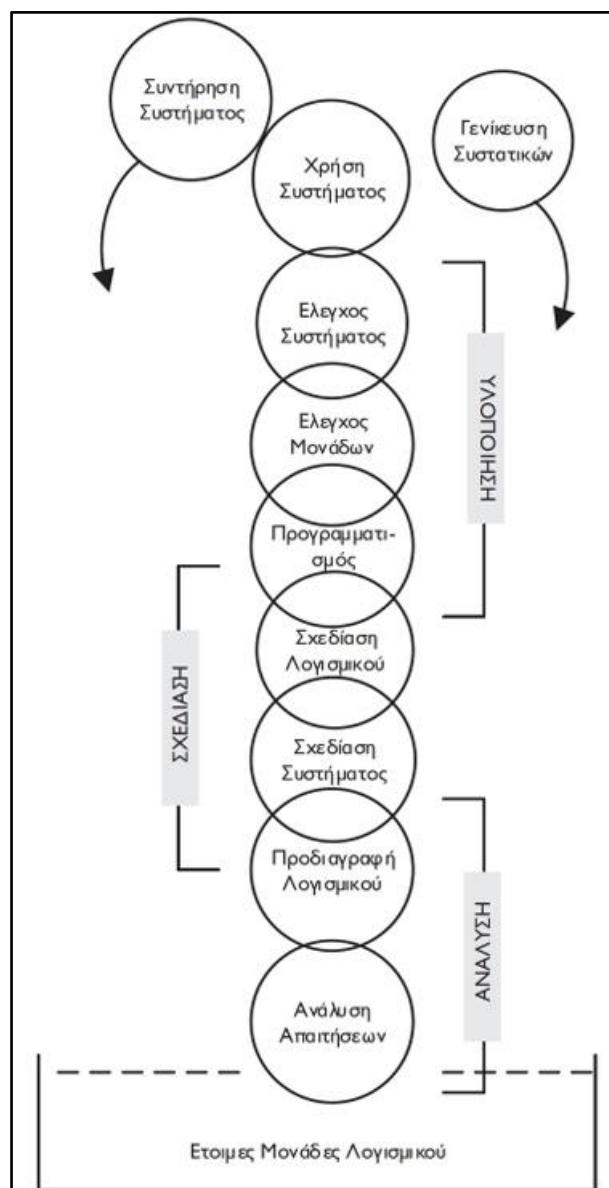 Συντήρηση
Συστήματος
Γενίκευση
Συστατικών
Χρήση
Συστήματος
Ελεγχος
Συστήματος
Ελεγχος
Μονάδων
ΥΛΟΠΟΙΗΣΗ
Προγραμματι-
σμός
Σχεδίαση
Λογισμικού
ΣΧΕΔΙΑΣΗ
Σχεδίαση
Συστήματος
Προδιαγραφή
Λογισμικού
ΑΝΑΛΥΣΗ
Ανάλυση
Απαιτήσεων
Ετοιμες Μονάδες Λογισμικού